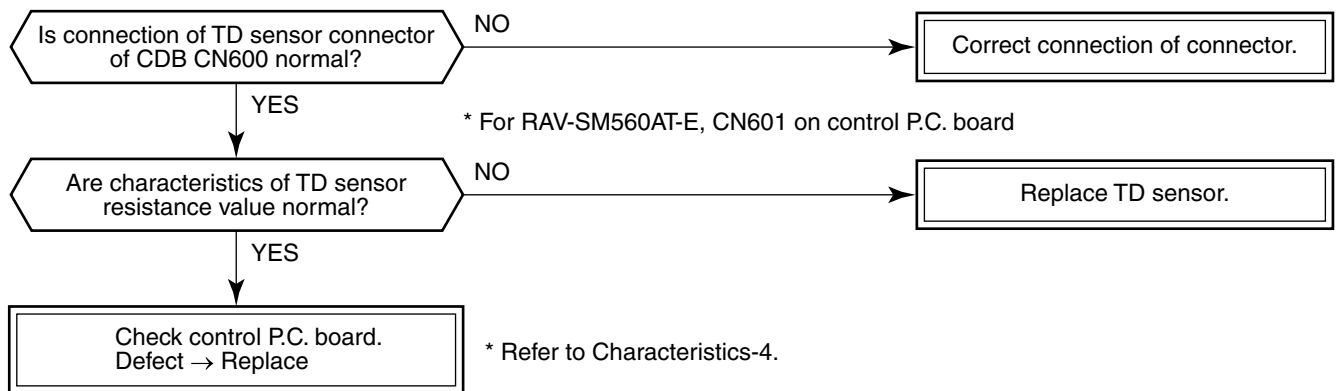 Is connection of TD sensor connector
of CDB CN600 normal?
NO
Correct connection of connector.
YES
* For RAV-SM560AT-E, CN601 on control P.C. board
Are characteristics of TD sensor
resistance value normal?
NO
Replace TD sensor.
YES
Check control P.C. board.
Defect → Replace
* Refer to Characteristics-4.